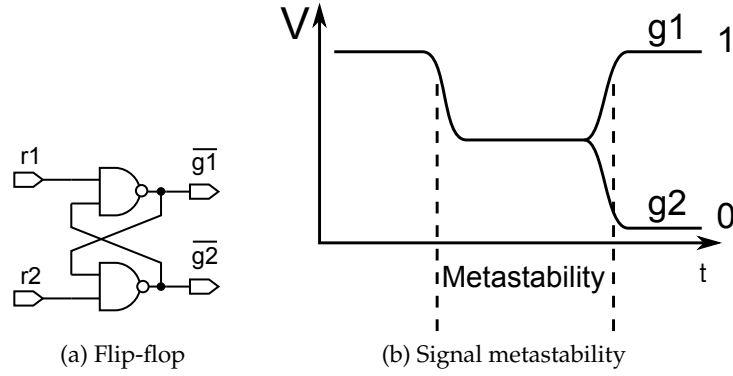 V
g1 1
r1
g1
r2
g2
g2 0
Metastability
t
(a) Flip-flop
(b) Signal metastability